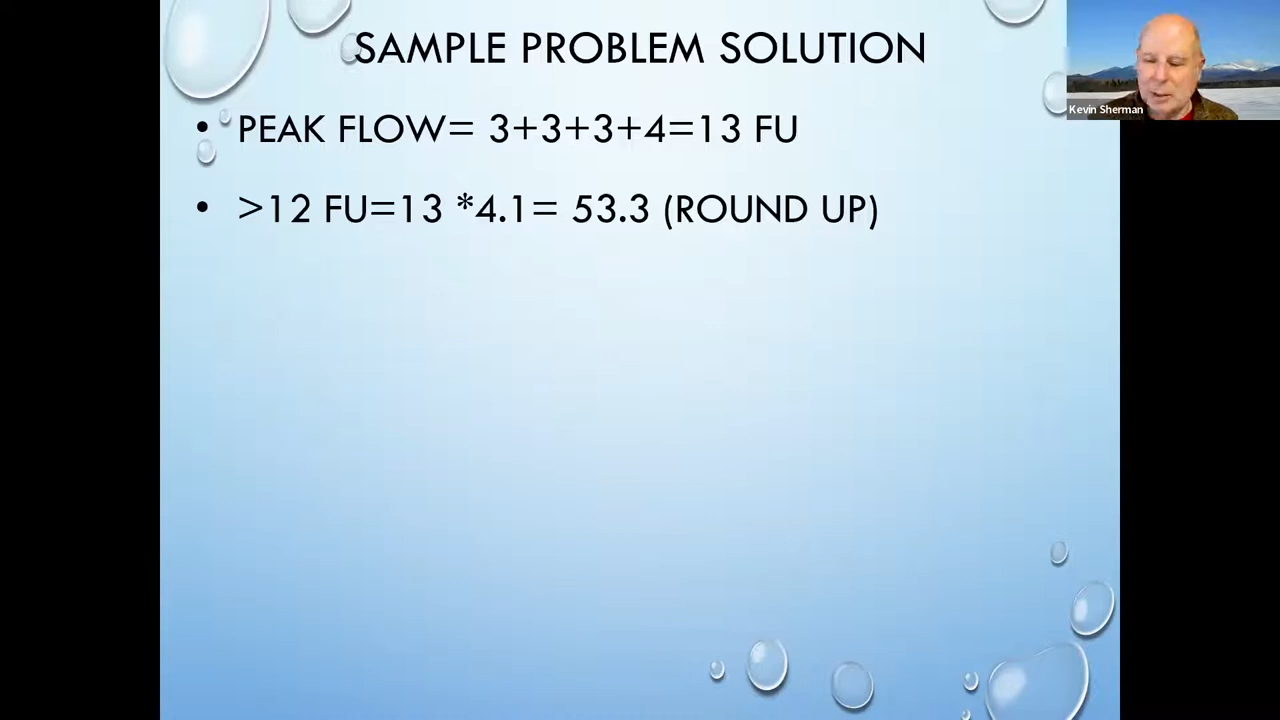 SAMPLE PROBLEM SOLUTION
• PEAK FLOW= 3+3+3+4=13 FU
• >12 FU=13 *4.1= 53.3 (ROUND UP)
Kevin Sherman